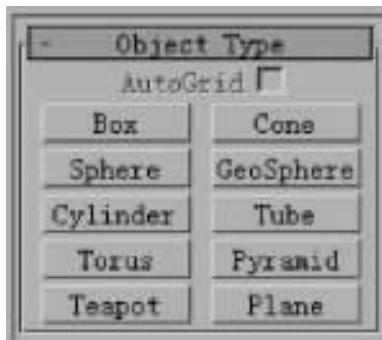 - Object Type
AutoGrid
Box Cone
Sphere GeoSphere
Cylinder Tube
Torus Pyramid
Teapot Plane